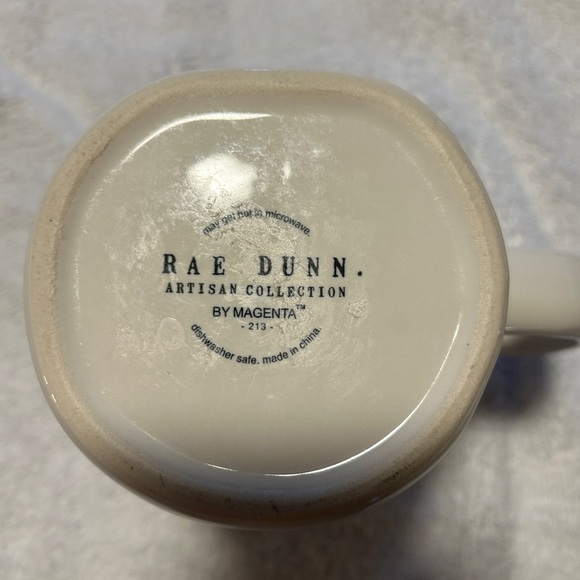 may get hot in microwave.
RAE DUNN.
ARTISAN COLLECTION
BY MAGENTA™
- 213 -
dishwasher safe. made in china.